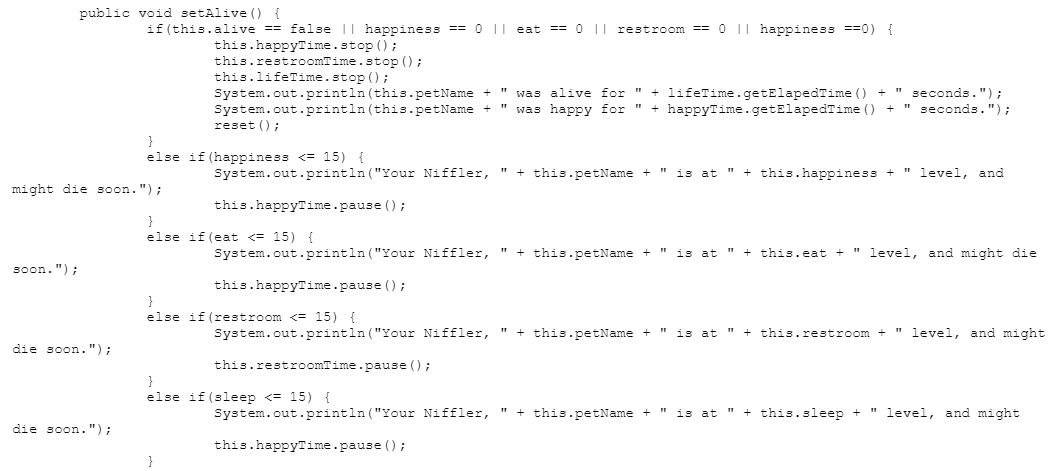 public void setAlive() {
if(this.alive == false || happiness == 0 || eat == 0 || restroom == 0 || happiness ==0) {
this.happyTime.stop();
this.restroomTime.stop();
this.lifeTime.stop();
System.out.println(this.petName + " was alive for " + lifeTime.getElapedTime() + " seconds.");
System.out.println(this.petName + " was happy for " + happyTime.getElapedTime() + " seconds.");
reset();
}
else if(happiness <= 15) {
System.out.println("Your Niffler, " + this.petName + " is at " + this.happiness + " level, and
might die soon.");
this.happyTime.pause();
}
else if(eat <= 15) {
System.out.println("Your Niffler, " + this.petName + " is at " + this.eat + " level, and might die
soon.");
this.happyTime.pause();
}
else if(restroom <= 15) {
System.out.println("Your Niffler, " + this.petName + " is at " + this.restroom + " level, and might
die soon.");
this.restroomTime.pause();
}
else if(sleep <= 15) {
System.out.println("Your Niffler, " + this.petName + " is at " + this.sleep + " level, and might
die soon.");
this.happyTime.pause();
}